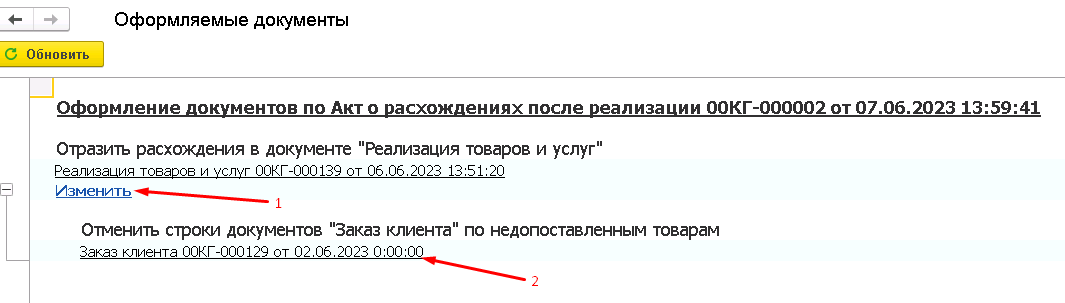 Оформляемые документы
Обновить
Оформление документов по Акт о расхождениях после реализации 00КГ-000002 от 07.06.2023 13:59:41
Отразить расхождения в документе "Реализация товаров и услуг"
Реализация товаров и услуг 00КГ-000139 от 06.06.2023 13:51:20
Изменить
1
Отменить строки документов "Заказ клиента" по недопоставленным товарам
Заказ клиента 00КГ-000129 от 02.06.2023 0:00:00
2